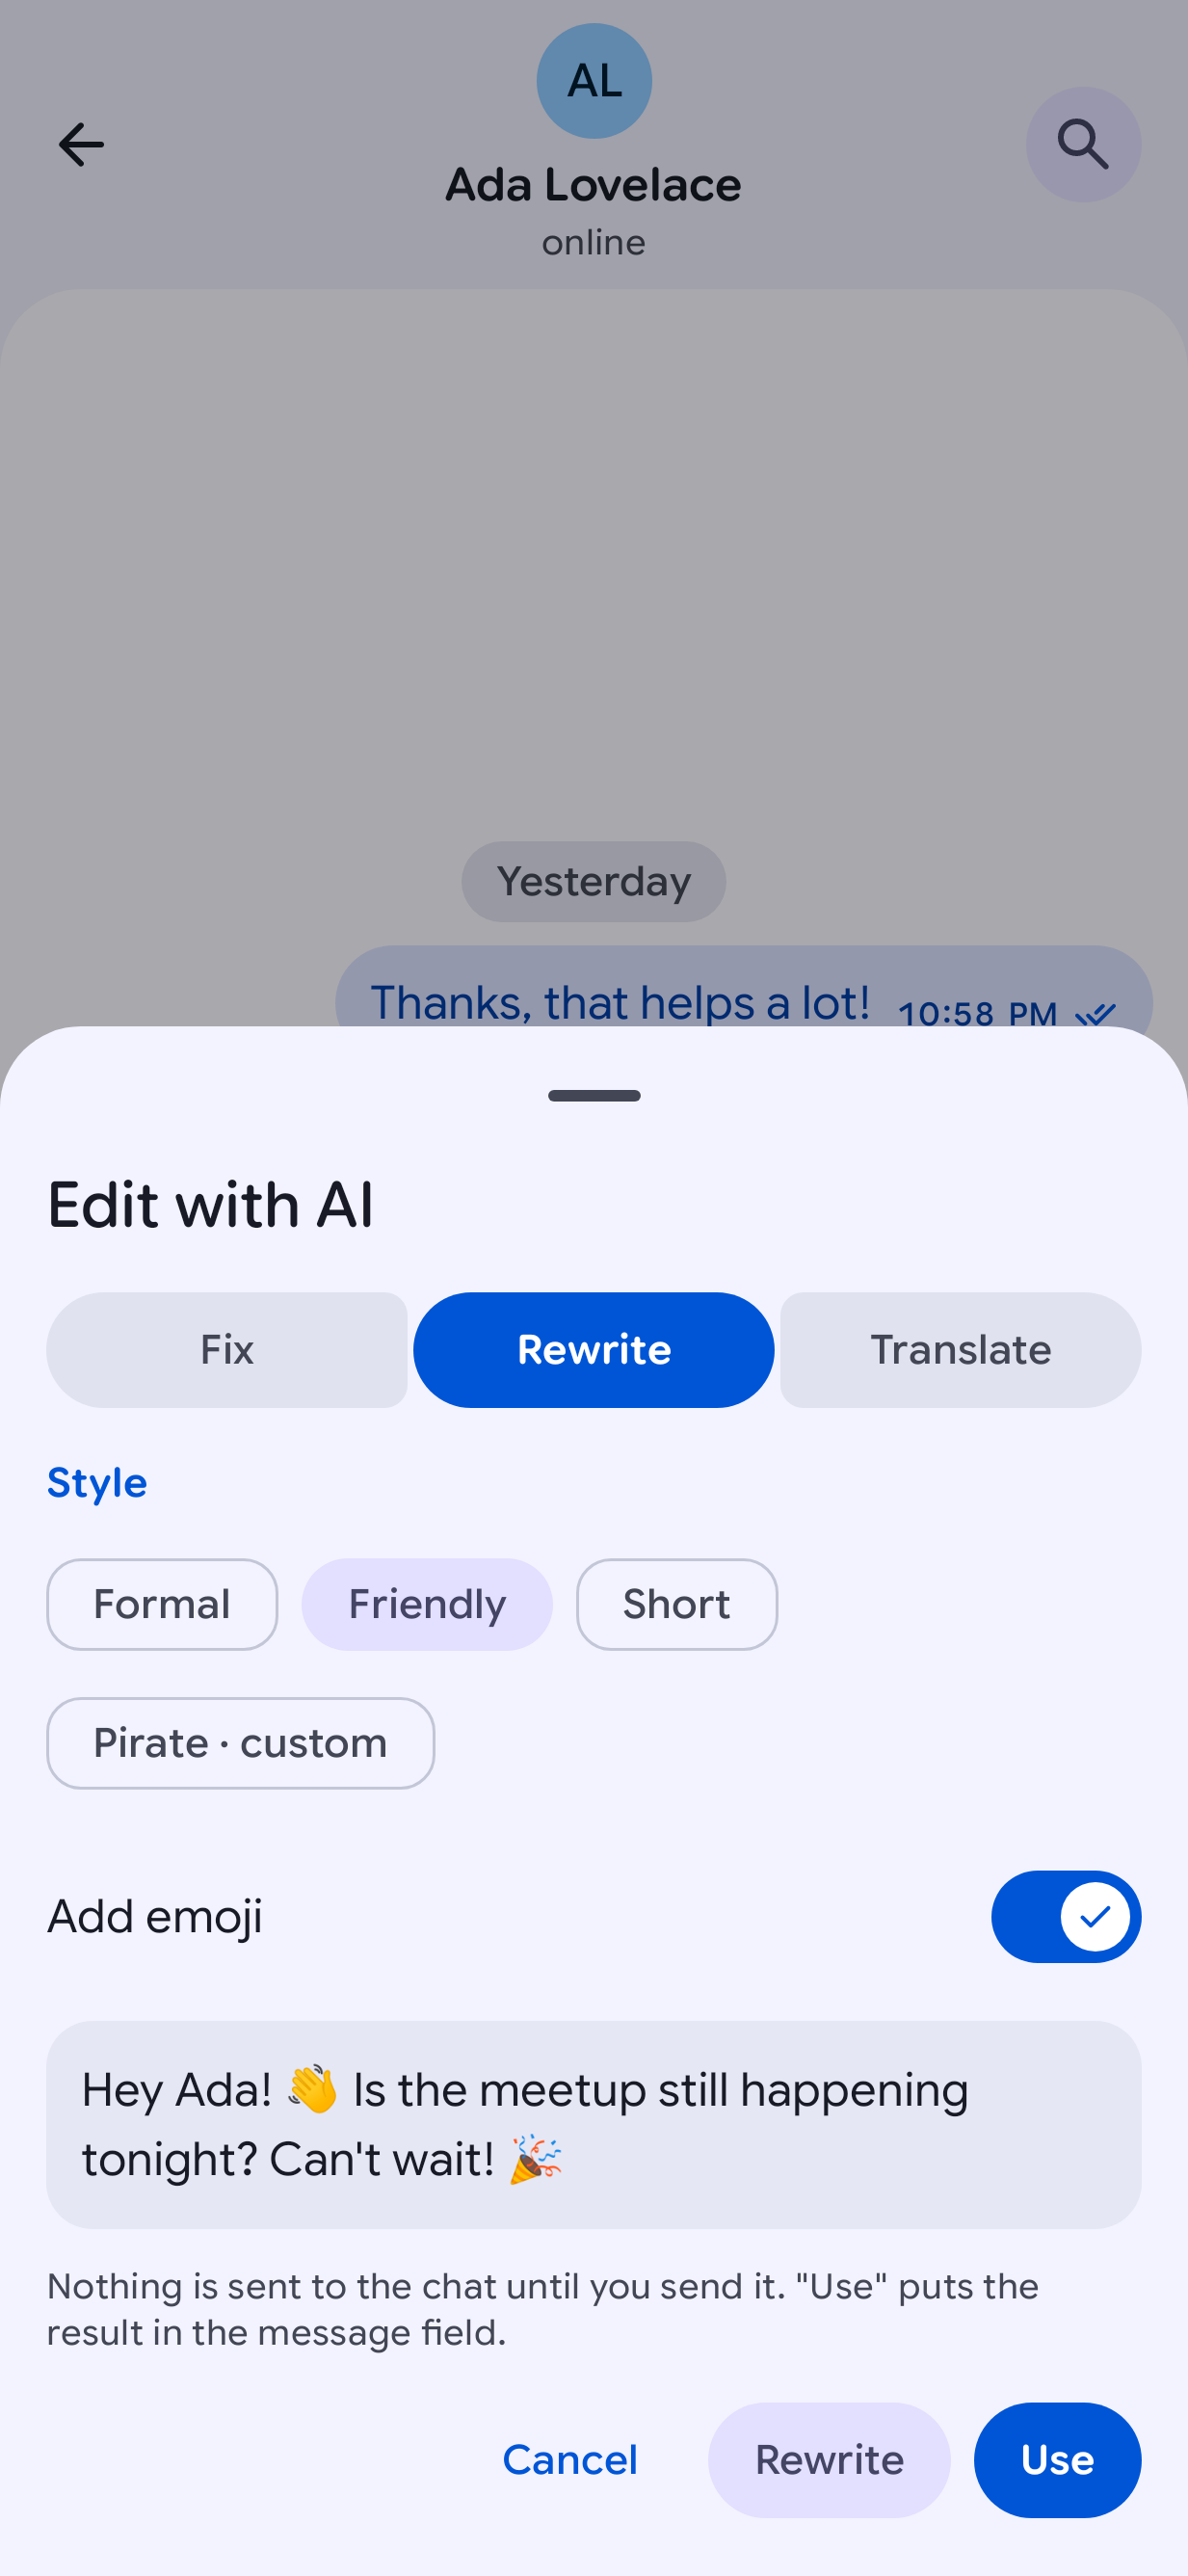 AL
Ada Lovelace
online
Yesterday
Thanks, that helps a lot! 10:58 PM
Edit with AI
Fix
Rewrite
Translate
Style
Formal
Friendly
Short
Pirate · custom
Add emoji
Hey Ada! 👋 Is the meetup still happening
tonight? Can't wait! 🎉
Nothing is sent to the chat until you send it. "Use" puts the
result in the message field.
Cancel
Rewrite
Use